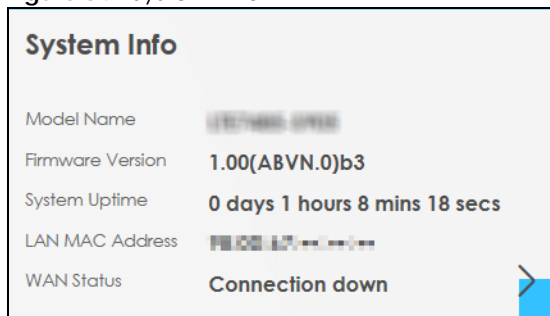 System Info
Model Name
Firmware Version 1.00(ABVN.0)b3
System Uptime 0 days 1 hours 8 mins 18 secs
LAN MAC Address
WAN Status Connection down